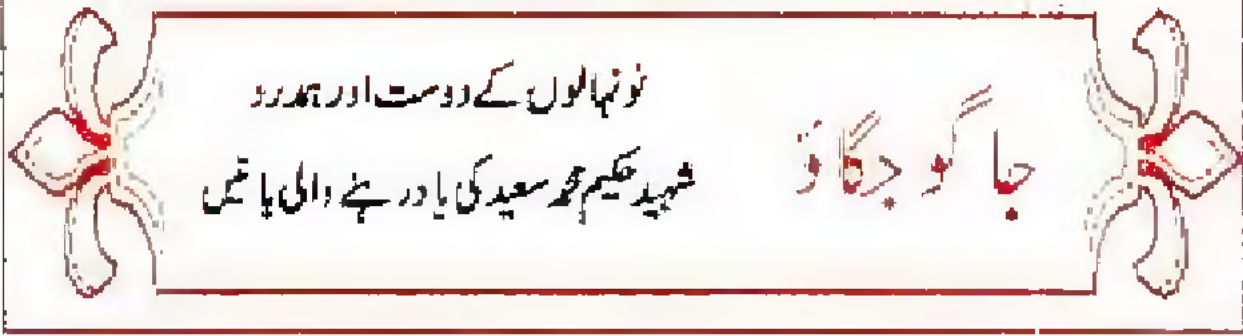 جاگو جگاؤ
نونہالوں کے دوست اور ہمدرد
شہید حکیم محمد سعید کی یاد رہنے والی باتیں